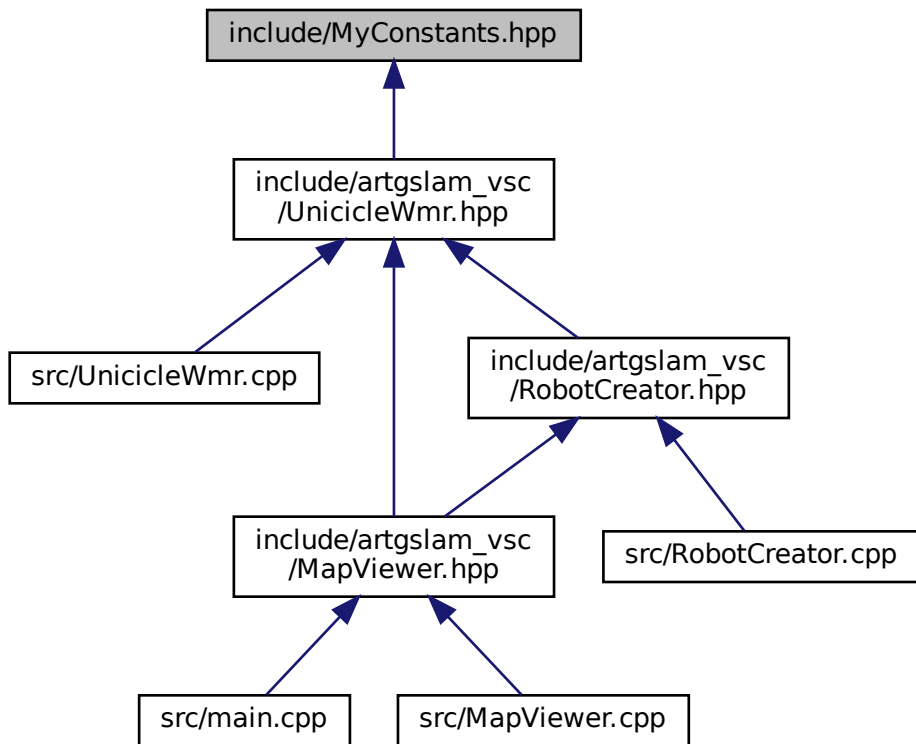 include/MyConstants.hpp
include/artgslam_vsc
/UnicicleWmr.hpp
src/UnicicleWmr.cpp
include/artgslam_vsc
/RobotCreator.hpp
include/artgslam_vsc
/MapViewer.hpp
src/RobotCreator.cpp
src/main.cpp
src/MapViewer.cpp